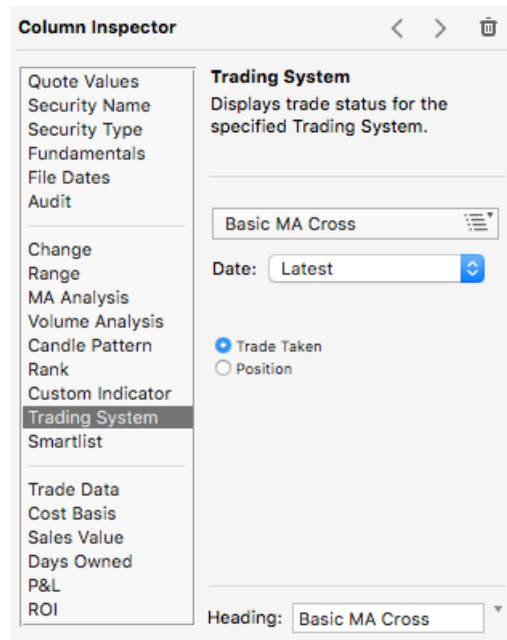 Column Inspector
Quote Values
Security Name
Security Type
Fundamentals
File Dates
Audit
Change
Range
MA Analysis
Volume Analysis
Candle Pattern
Rank
Custom Indicator
Trading System
Smartlist
Trade Data
Cost Basis
Sales Value
Days Owned
P&L
ROI
Trading System
Displays trade status for the
specified Trading System.
Basic MA Cross
Date: Latest
Trade Taken
Position
Heading: Basic MA Cross